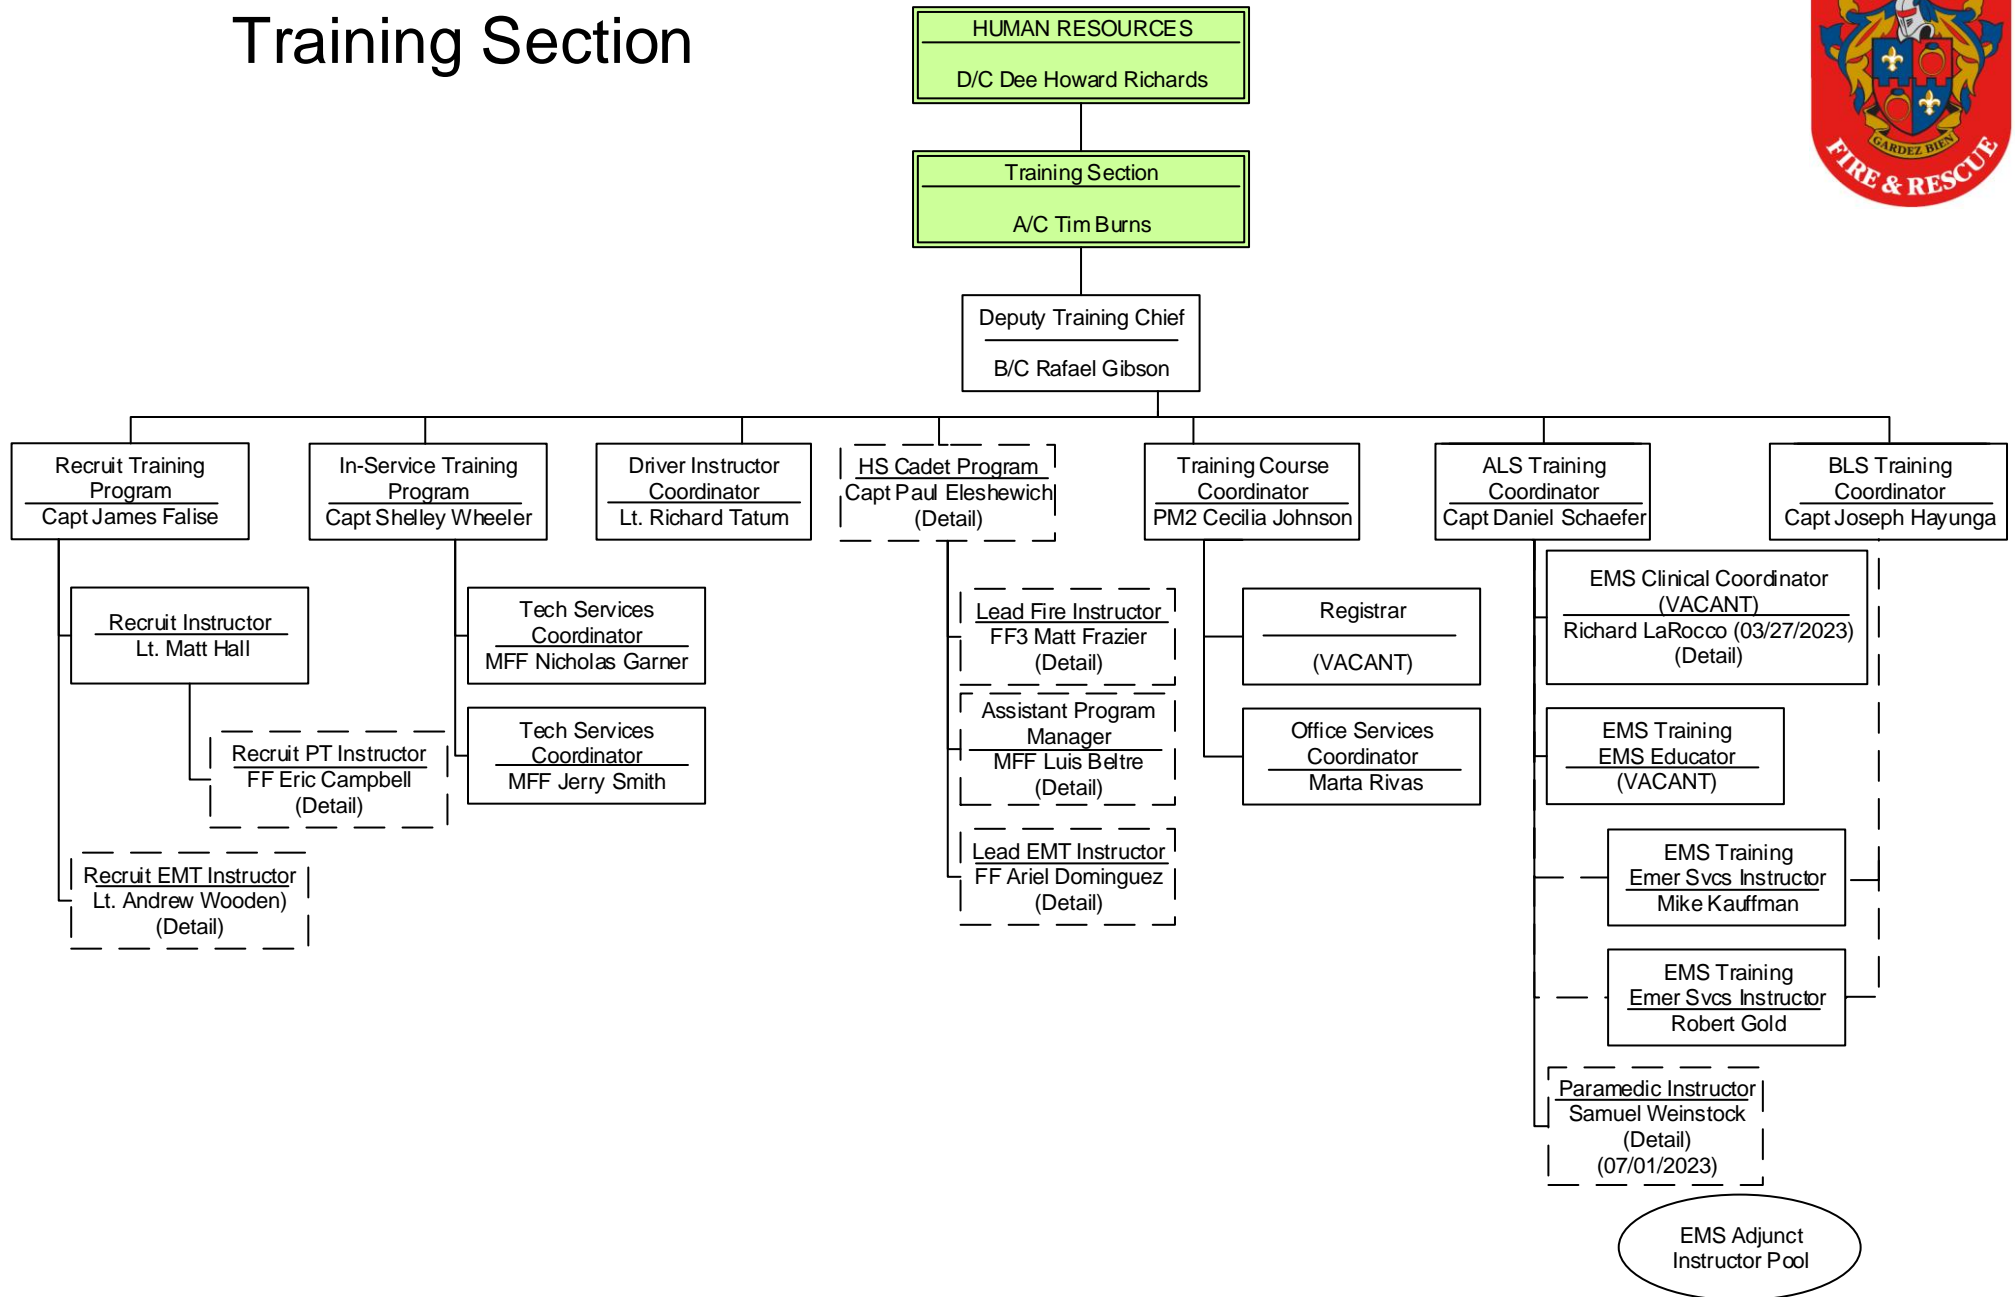 Training Section
HUMAN RESOURCES
D/C Dee Howard Richards
GARDEZ BIEN
FIRE & RESCUE
Training Section
A/C Tim Burns
Deputy Training Chief
B/C Rafael Gibson
Recruit Training
Program
Capt James Falise
In-Service Training
Program
Capt Shelley Wheeler
Driver Instructor
Coordinator
Lt. Richard Tatum
HS Cadet Program
Capt Paul Eleshewich
(Detail)
Training Course
Coordinator
PM2 Cecilia Johnson
ALS Training
Coordinator
Capt Daniel Schaefer
BLS Training
Coordinator
Capt Joseph Hayunga
Recruit Instructor
Lt. Matt Hall
Recruit PT Instructor
FF Eric Campbell
(Detail)
Recruit EMT Instructor
Lt. Andrew Wooden)
(Detail)
Tech Services
Coordinator
MFF Nicholas Garner
Tech Services
Coordinator
MFF Jerry Smith
Lead Fire Instructor
FF3 Matt Frazier
(Detail)
Assistant Program
Manager
MFF Luis Beltre
(Detail)
Lead EMT Instructor
FF Ariel Dominguez
(Detail)
Registrar
(VACANT)
Office Services
Coordinator
Marta Rivas
EMS Clinical Coordinator
(VACANT)
Richard LaRocco (03/27/2023)
(Detail)
EMS Training
EMS Educator
(VACANT)
EMS Training
Emer Svcs Instructor
Mike Kauffman
EMS Training
Emer Svcs Instructor
Robert Gold
Paramedic Instructor
Samuel Weinstock
(Detail)
(07/01/2023)
EMS Adjunct
Instructor Pool